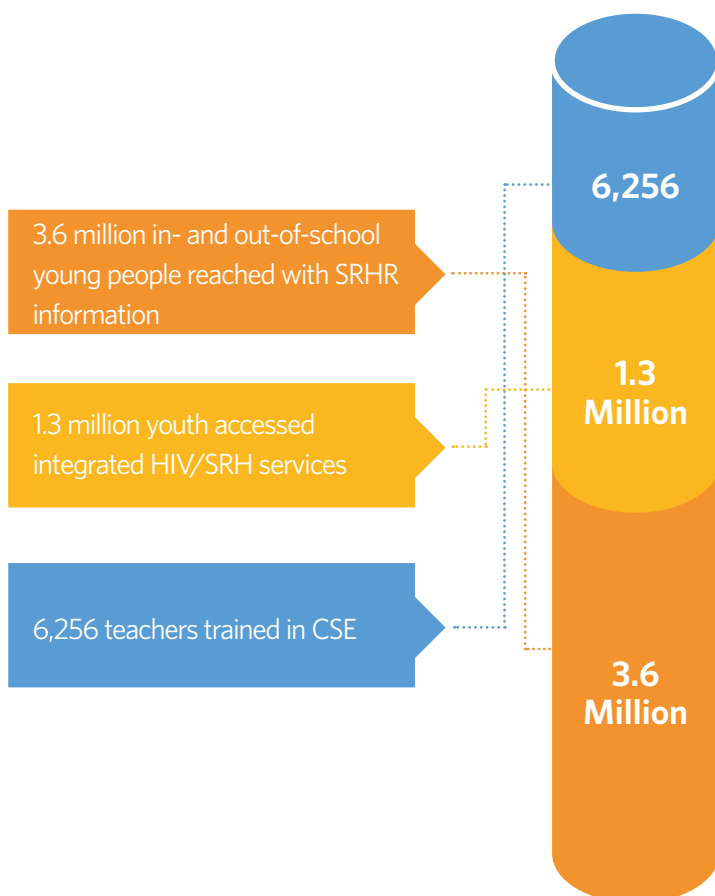 3.6 million in- and out-of-school
young people reached with SRHR
information
1.3 million youth accessed
integrated HIV/SRH services
6,256 teachers trained in CSE
6,256
1.3
Million
3.6
Million